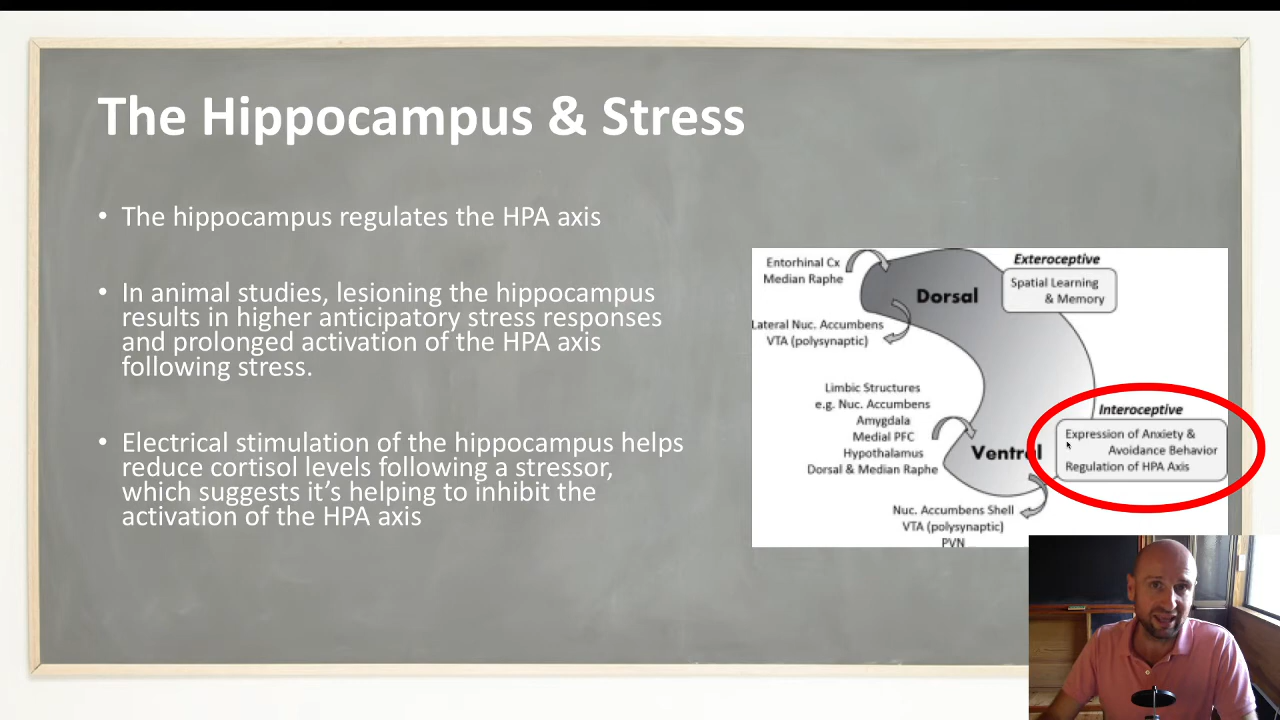 The Hippocampus & Stress
• The hippocampus regulates the HPA axis
• In animal studies, lesioning the hippocampus
results in higher anticipatory stress responses
and prolonged activation of the HPA axis
following stress.
• Electrical stimulation of the hippocampus helps
reduce cortisol levels following a stressor,
which suggests it’s helping to inhibit the
activation of the HPA axis
Entorhinal Cx
Median Raphe
Dorsal
Exteroceptive
Spatial Learning
& Memory
Lateral Nuc. Accumbens
VTA (polysynaptic)
Limbic Structures
e.g. Nuc. Accumbens
Amygdala
Medial PFC
Hypothalamus
Dorsal & Median Raphe
Ventral
Interoceptive
Expression of Anxiety &
Avoidance Behavior
Regulation of HPA Axis
Nuc. Accumbens Shell
VTA (polysynaptic)
PVN